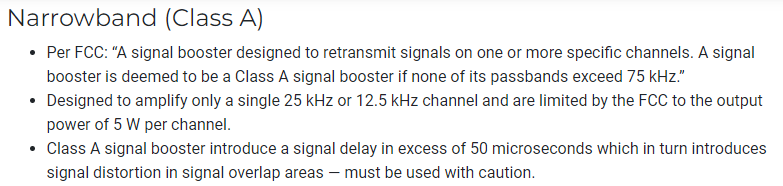 Narrowband (Class A)
• Per FCC: “A signal booster designed to retransmit signals on one or more specific channels. A signal
booster is deemed to be a Class A signal booster if none of its passbands exceed 75 kHz.”
• Designed to amplify only a single 25 kHz or 12.5 kHz channel and are limited by the FCC to the output
power of 5 W per channel.
• Class A signal booster introduce a signal delay in excess of 50 microseconds which in turn introduces
signal distortion in signal overlap areas — must be used with caution.